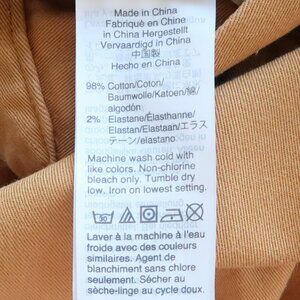 Made in China
Fabriqué en China
in China Hergestellt
Vervaardigd in China
中国製
Hecho en China
98% Cotton/Coton/
Baumwolle/Katoen/綿/
algodón
2% Elastane/Élasthanne/
Elastan/Elastaan/エラス
テーン/elastano.
Machine wash cold with
like colors. Non-chlorine
bleach only. Tumble dry
low. Iron on lowest setting.
Laver à la machine à l'eau
froide avec des couleurs
similaires. Agent de
blanchiment sans chlore
seulement. Sécher au
sèche-linge au cycle doux.